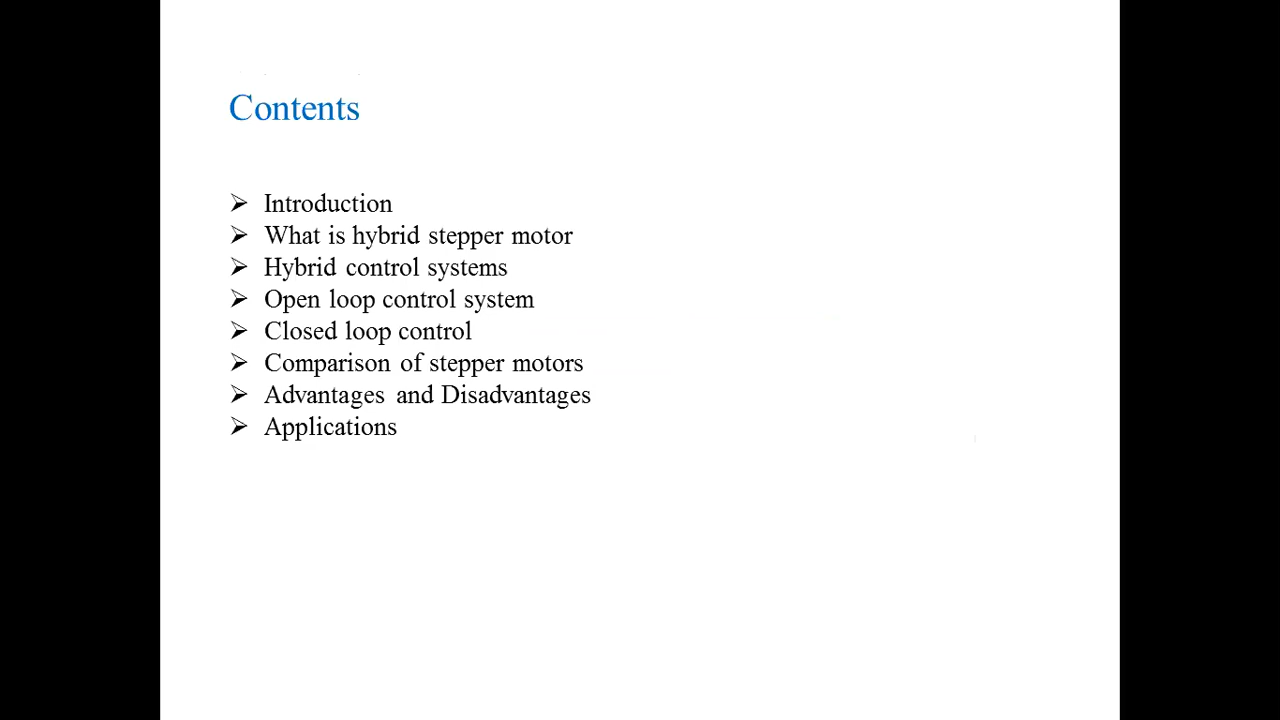 Contents
➢ Introduction
➢ What is hybrid stepper motor
➢ Hybrid control systems
➢ Open loop control system
➢ Closed loop control
➢ Comparison of stepper motors
➢ Advantages and Disadvantages
➢ Applications